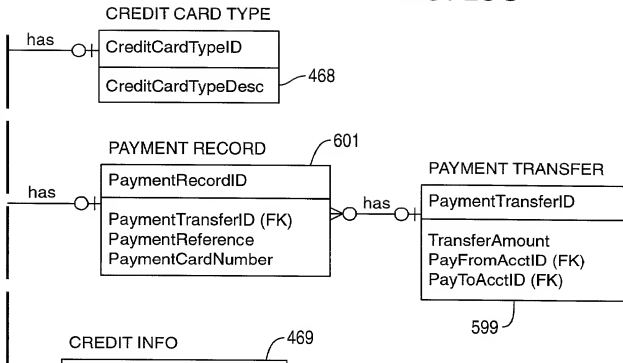 CREDIT CARD TYPE
has
CreditCardTypeID
CreditCardTypeDesc
468
PAYMENT RECORD
601
has
PaymentRecordID
PaymentTransferID (FK)
PaymentReference
PaymentCardNumber
has
PAYMENT TRANSFER
PaymentTransferID
TransferAmount
PayFromAcctID (FK)
PayToAcctID (FK)
599
CREDIT INFO
469